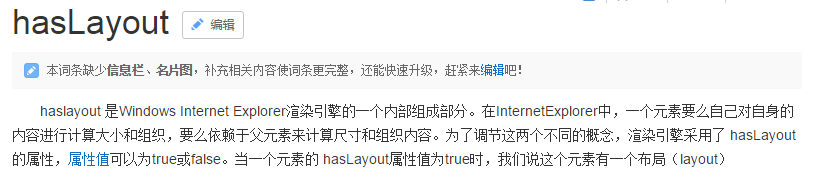 hasLayout 编辑
本词条缺少信息栏、名片图，补充相关内容使词条更完整，还能快速升级，赶紧来编辑吧！
haslayout 是Windows Internet Explorer渲染引擎的一个内部组成部分。在InternetExplorer中，一个元素要么自己对自身的
内容进行计算大小和组织，要么依赖于父元素来计算尺寸和组织内容。为了调节这两个不同的概念，渲染引擎采用了 hasLayout
的属性，属性值可以为true或false。当一个元素的 hasLayout属性值为true时，我们说这个元素有一个布局（layout）